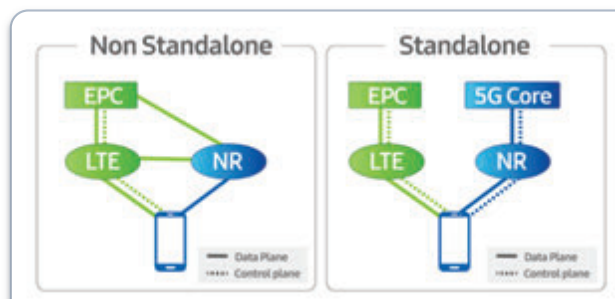 Non Standalone
EPC
LTE
NR
Data Plane
Control plane
Standalone
EPC
5G Core
LTE
NR
Data Plane
Control plane